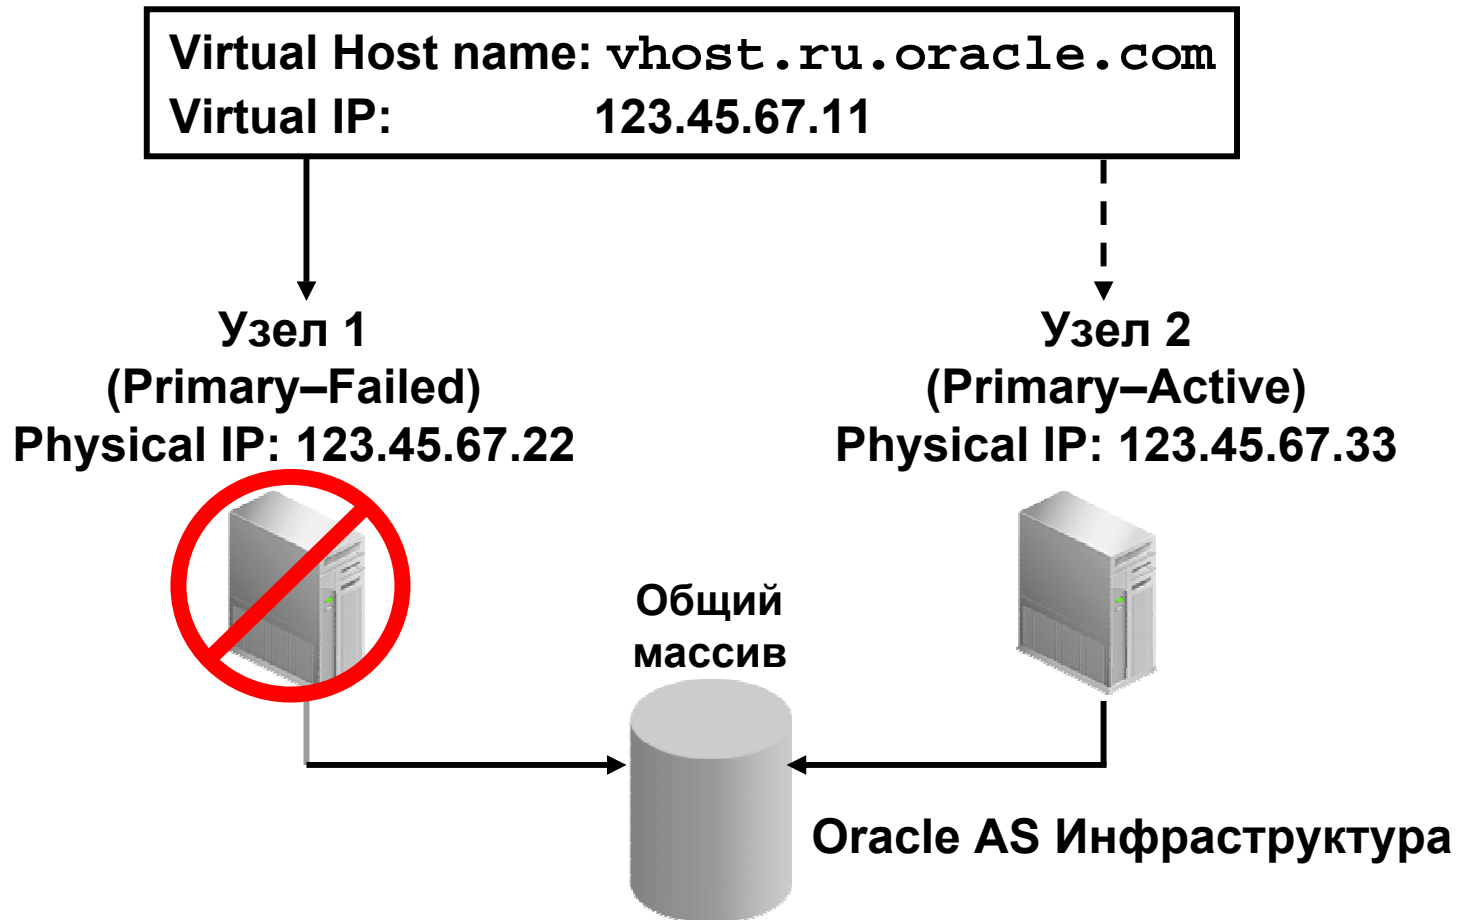 Virtual Host name: vhost.ru.oracle.com
Virtual IP: 123.45.67.11
Узел 1
(Primary–Failed)
Physical IP: 123.45.67.22
Узел 2
(Primary–Active)
Physical IP: 123.45.67.33
Общий
массив
Oracle AS Инфраструктура